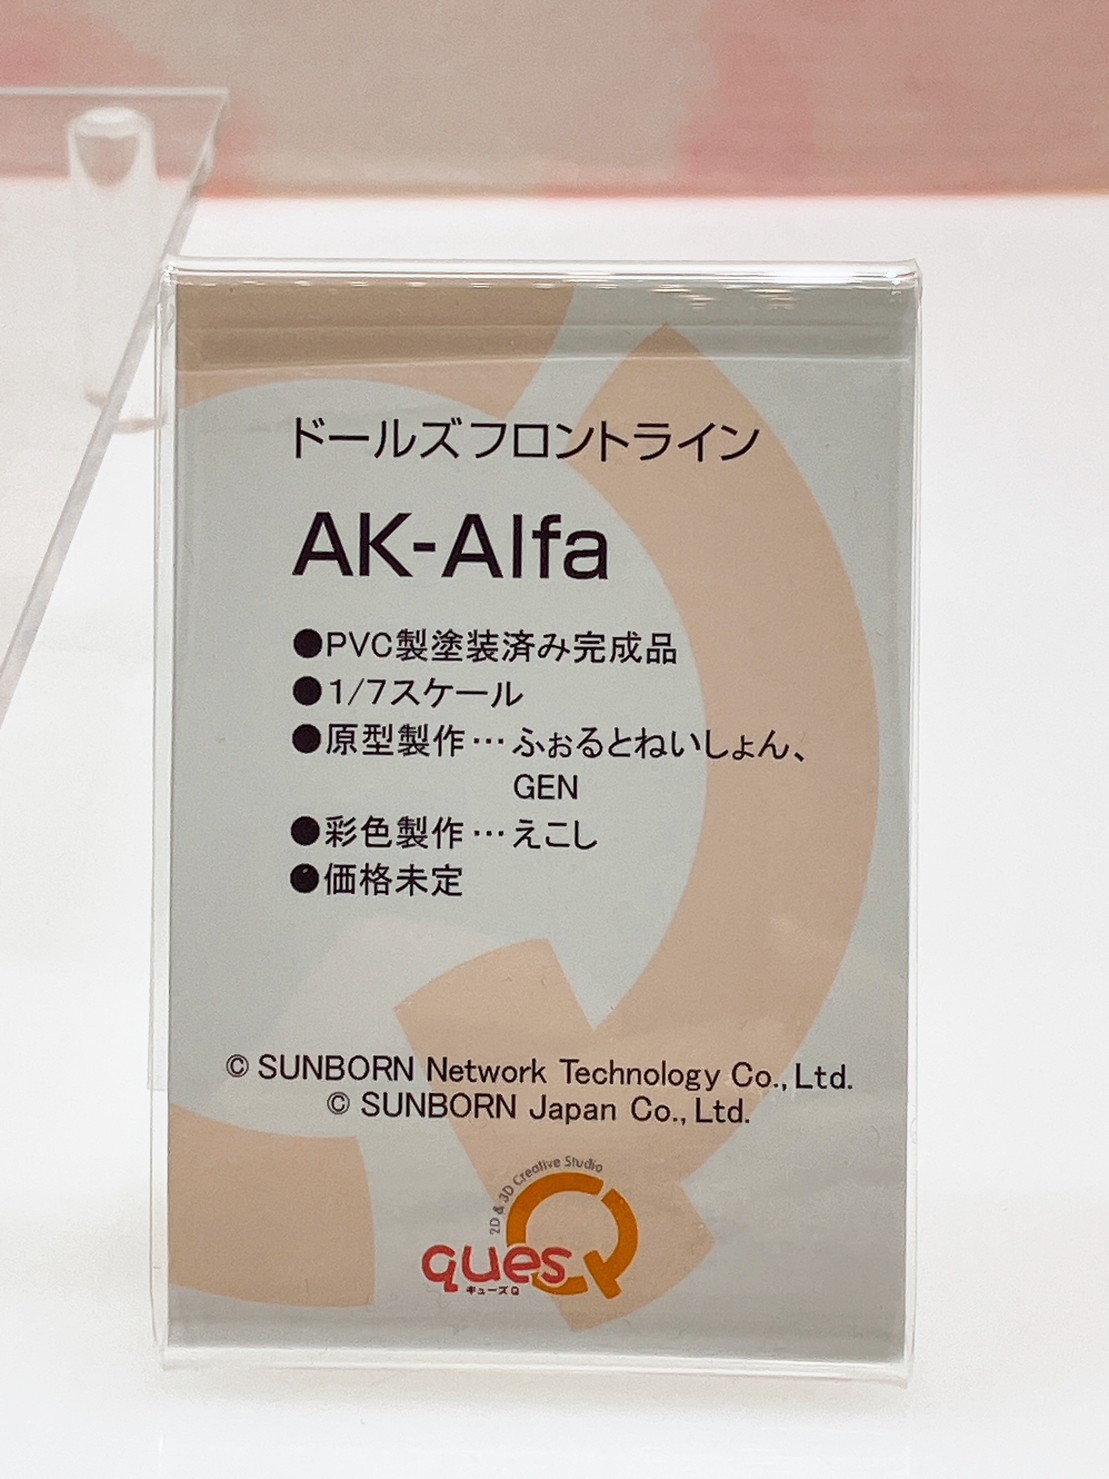 ドールズフロントライン
AK-Alfa
●PVC製塗装済み完成品
●1/7スケール
●原型製作…ふぉるとねいしょん、
GEN
●彩色製作…えこし
●価格未定
© SUNBORN Network Technology Co., Ltd.
© SUNBORN Japan Co., Ltd.
2D & 3D Creative Studio
quesQ
キューズQ